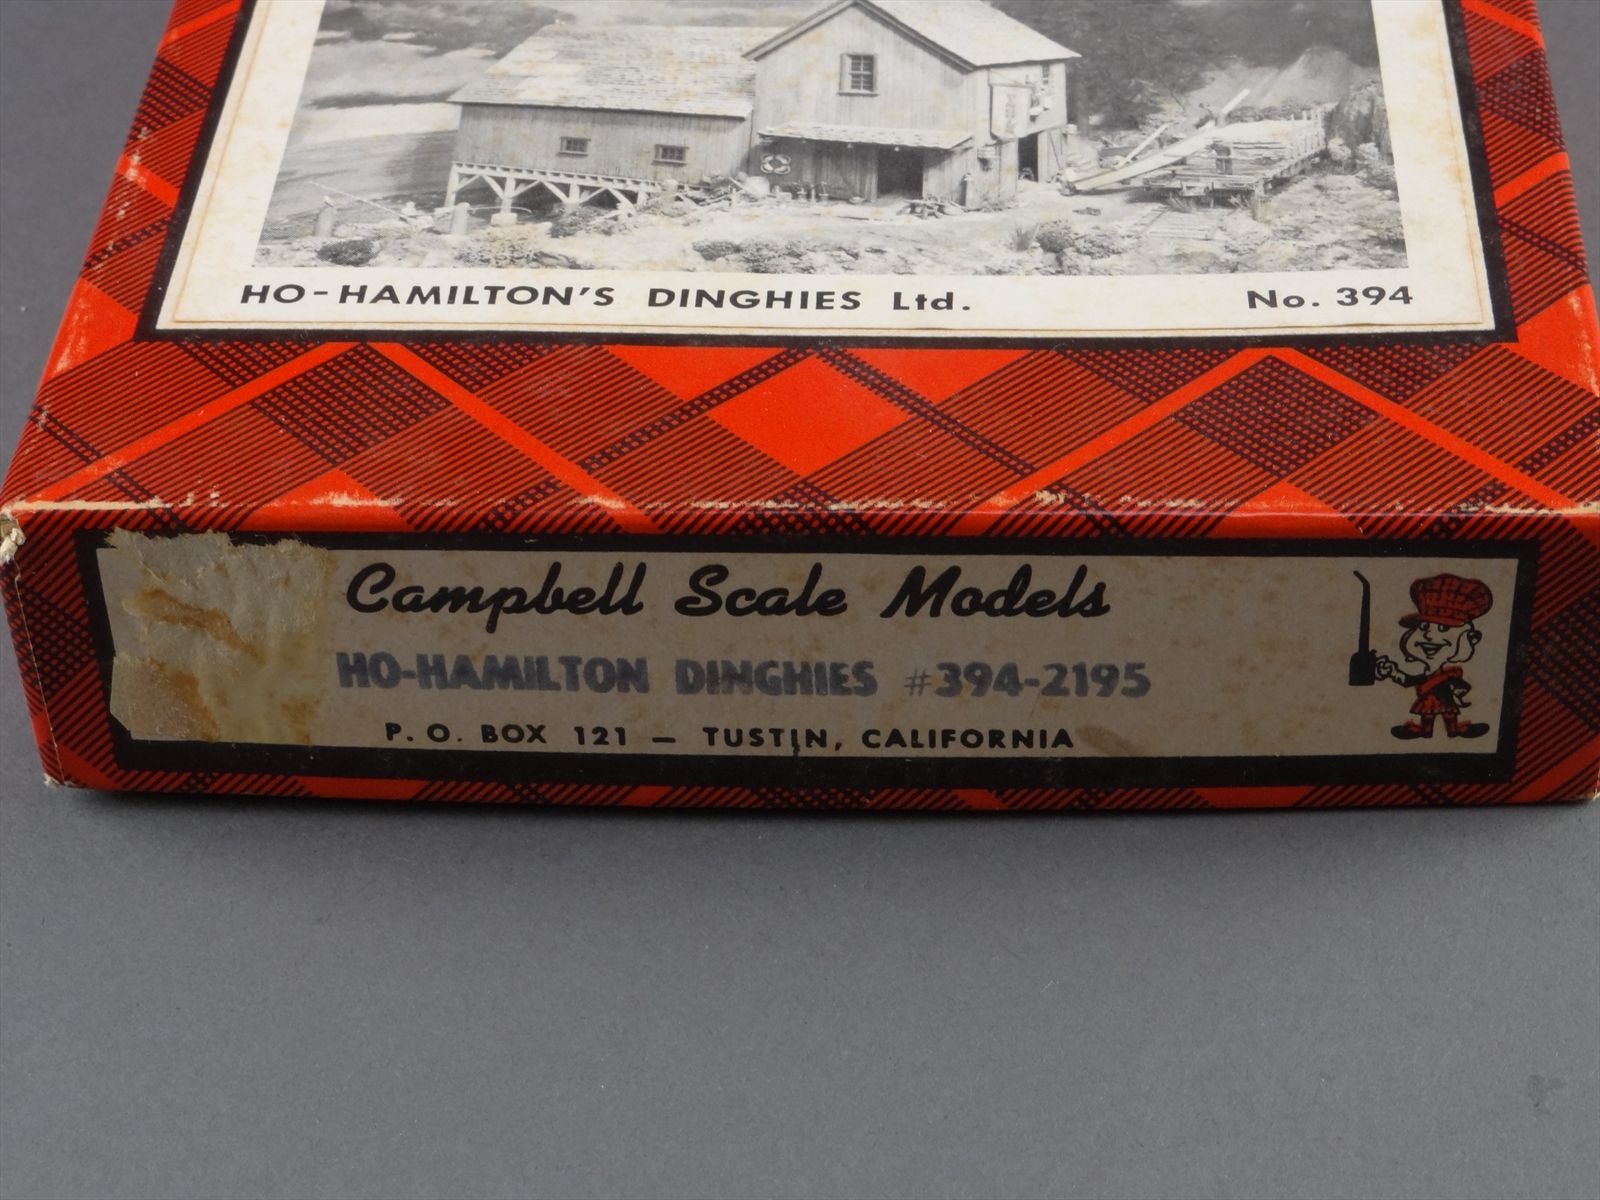 HO-HAMILTON'S DINGHIES Ltd. No. 394
Campbell Scale Models
HO-HAMILTON DINGHIES #394-2195
P. O. BOX 121 — TUSTIN, CALIFORNIA